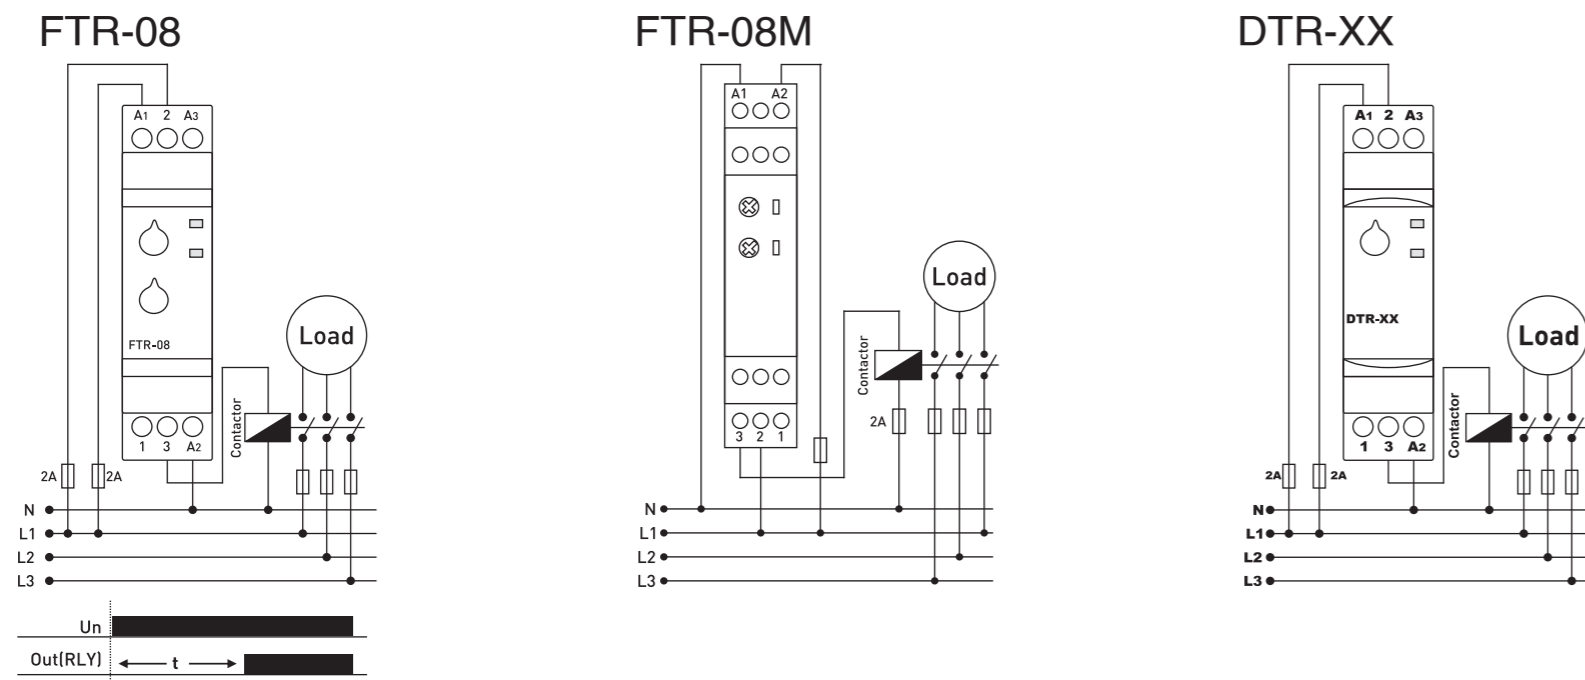 FTR-08
A1 2 A3
FTR-08
1 3 A2
Contactor
Load
2A
2A
N
L1
L2
L3
Un
Out(RLY)
t
FTR-08M
A1 A2
3 2 1
Contactor
Load
2A
N
L1
L2
L3
DTR-XX
A1 2 A3
DTR-XX
1 3 A2
Contactor
Load
2A
2A
N
L1
L2
L3